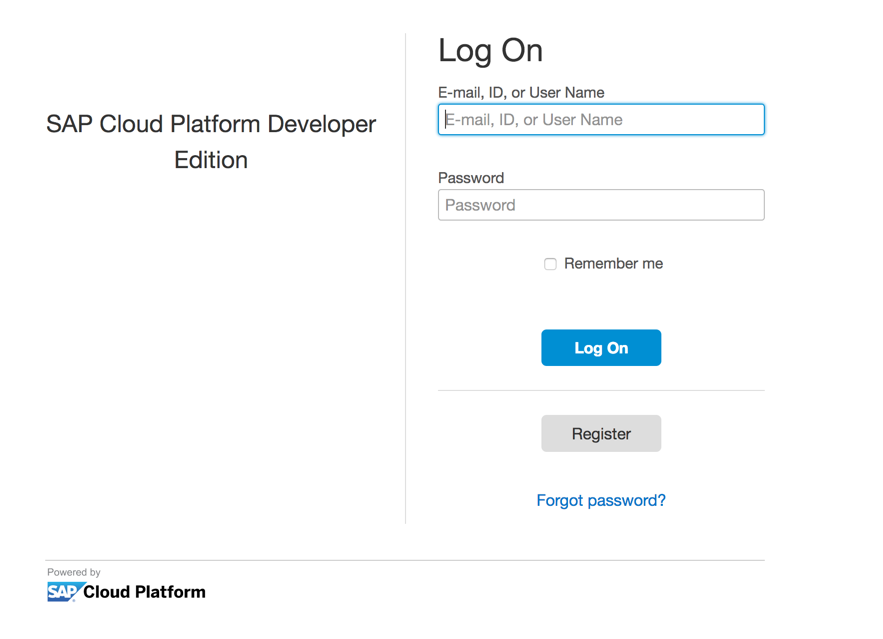 SAP Cloud Platform Developer
Edition
Log On
E-mail, ID, or User Name
E-mail, ID, or User Name
Password
Password
Remember me
Log On
Register
Forgot password?
Powered by
SAP Cloud Platform